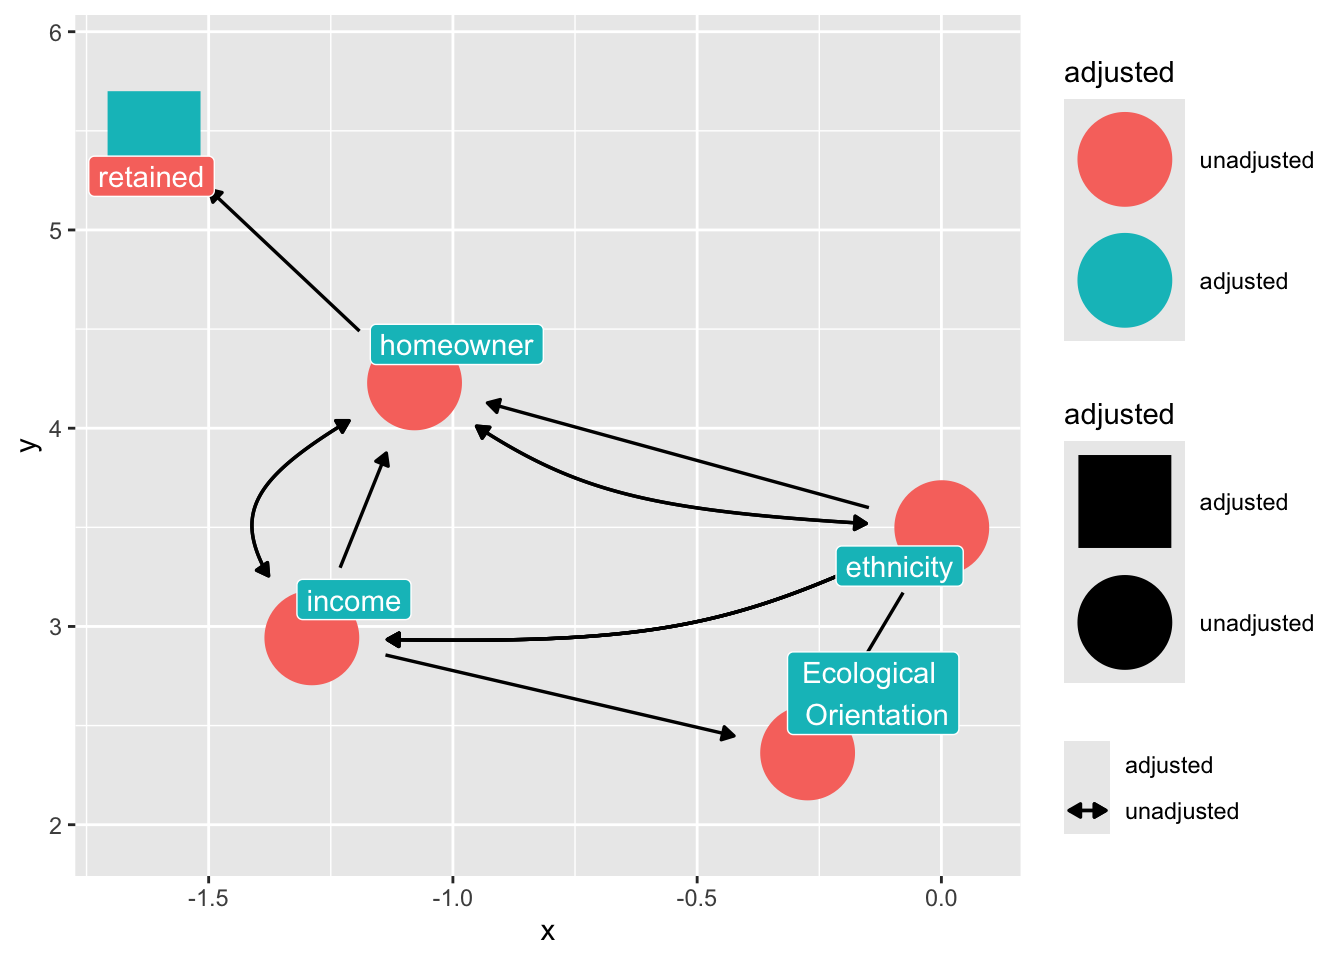 6
5
4
3
2
y
retained
homeowner
ethnicity
income
Ecological
Orientation
-1.5
-1.0
-0.5
0.0
x
adjusted
unadjusted
adjusted
adjusted
adjusted
unadjusted
adjusted
unadjusted